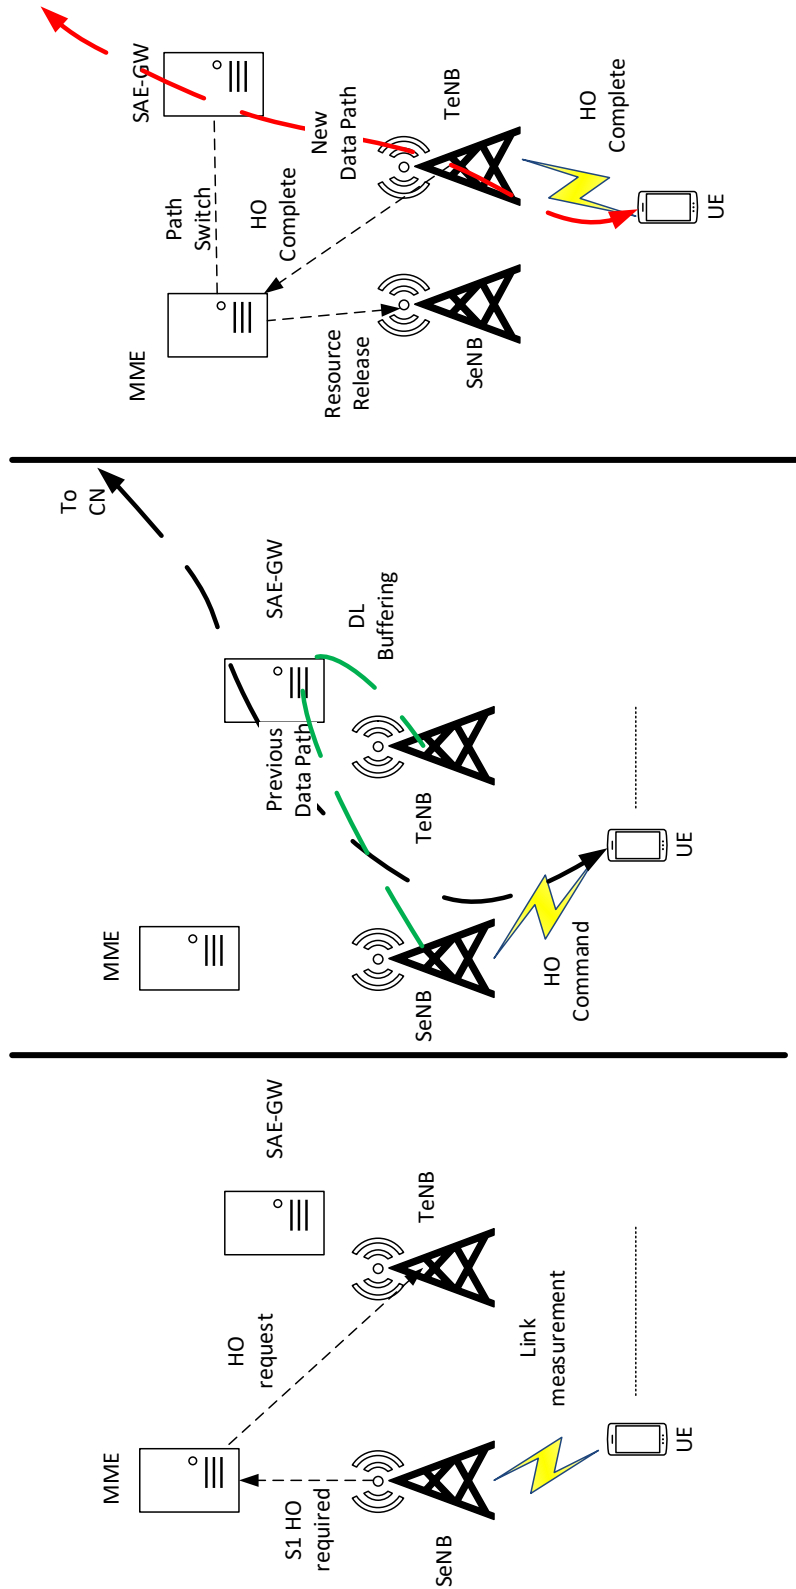 MME
S1 HO
required
HO
request
SAE-GW
SeNB
TeNB
Link
measurement
UE
MME
SAE-GW
To
CN
Previous
Data Path
DL
Buffering
SeNB
TeNB
HO
Command
UE
MME
SAE-GW
Path
Switch
HO
Complete
New
Data Path
Resource
Release
SeNB
TeNB
HO
Complete
UE